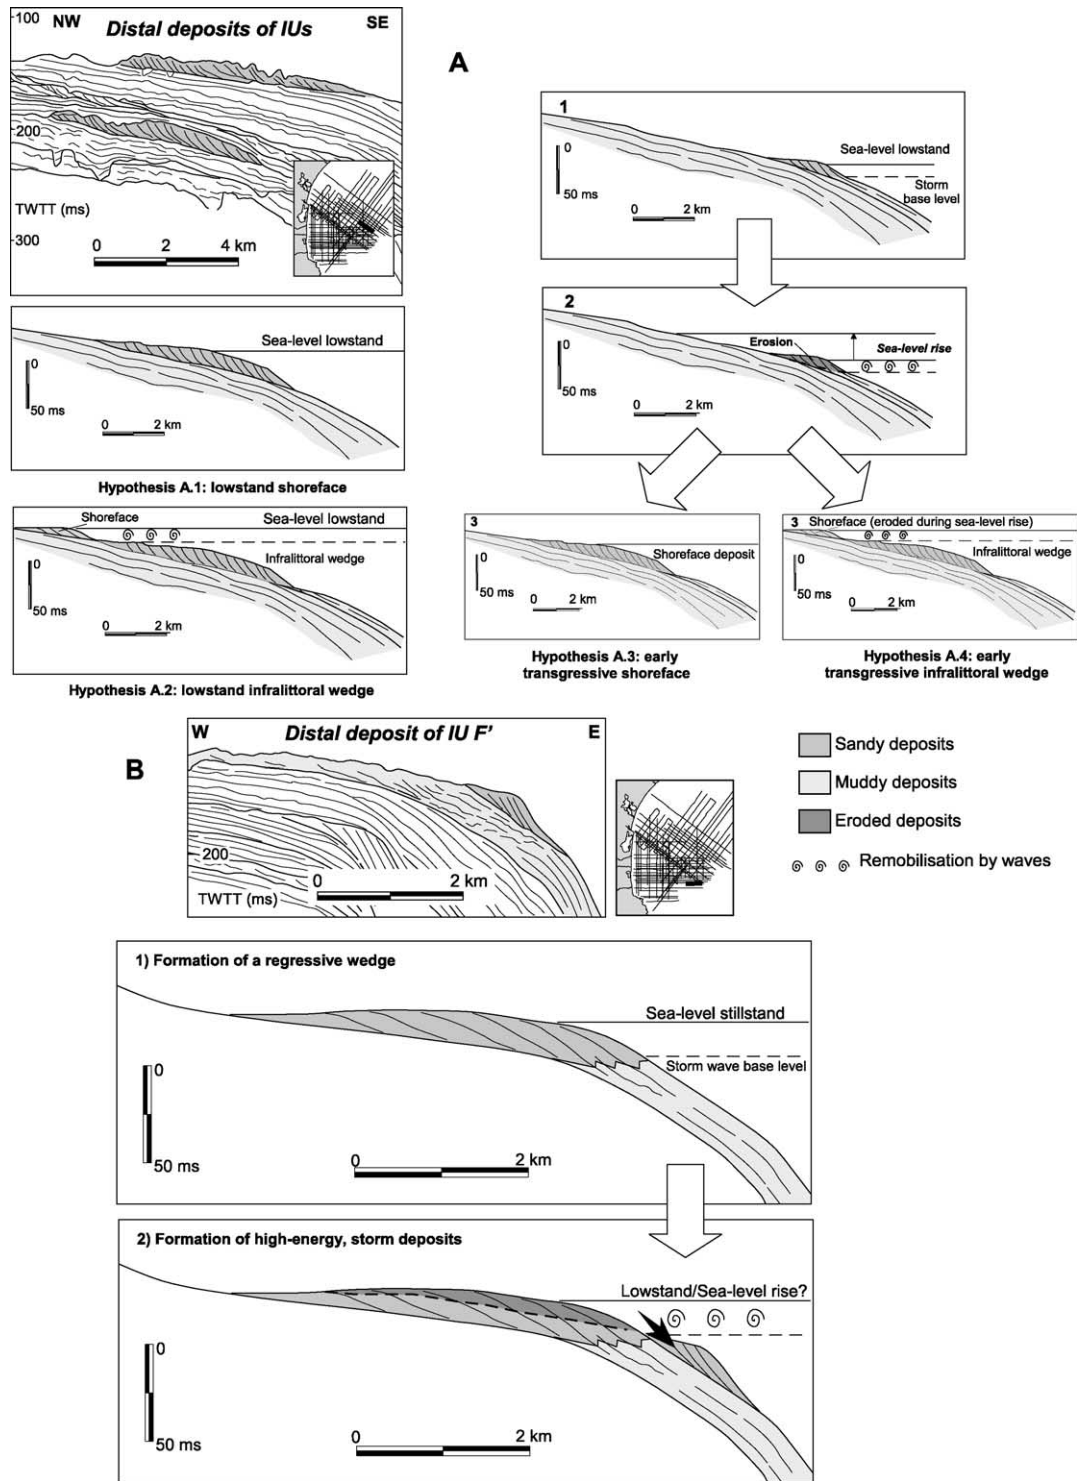 100
NW
Distal deposits of IUs
SE
200
TWTT (ms)
300
0 2 4 km
Sea-level lowstand
0
50 ms
0 2 km
Hypothesis A.1: lowstand shoreface
Shoreface
Sea-level lowstand
0
Infralittoral wedge
50 ms
0 2 km
Hypothesis A.2: lowstand infralittoral wedge
A
1
0
Sea-level lowstand
Storm
base level
50 ms
0 2 km
2
0
Erosion
Sea-level rise
50 ms
0 2 km
3
0
Shoreface deposit
50 ms
0 2 km
Hypothesis A.3: early
transgressive shoreface
3 Shoreface (eroded during sea-level rise)
0
Infralittoral wedge
50 ms
0 2 km
Hypothesis A.4: early
transgressive infralittoral wedge
B
W
Distal deposit of IU F'
E
200
TWTT (ms)
0 2 km
Sandy deposits
Muddy deposits
Eroded deposits
Remobilisation by waves
1) Formation of a regressive wedge
Sea-level stillstand
Storm wave base level
0
50 ms
0 2 km
2) Formation of high-energy, storm deposits
Lowstand/Sea-level rise?
0
50 ms
0 2 km